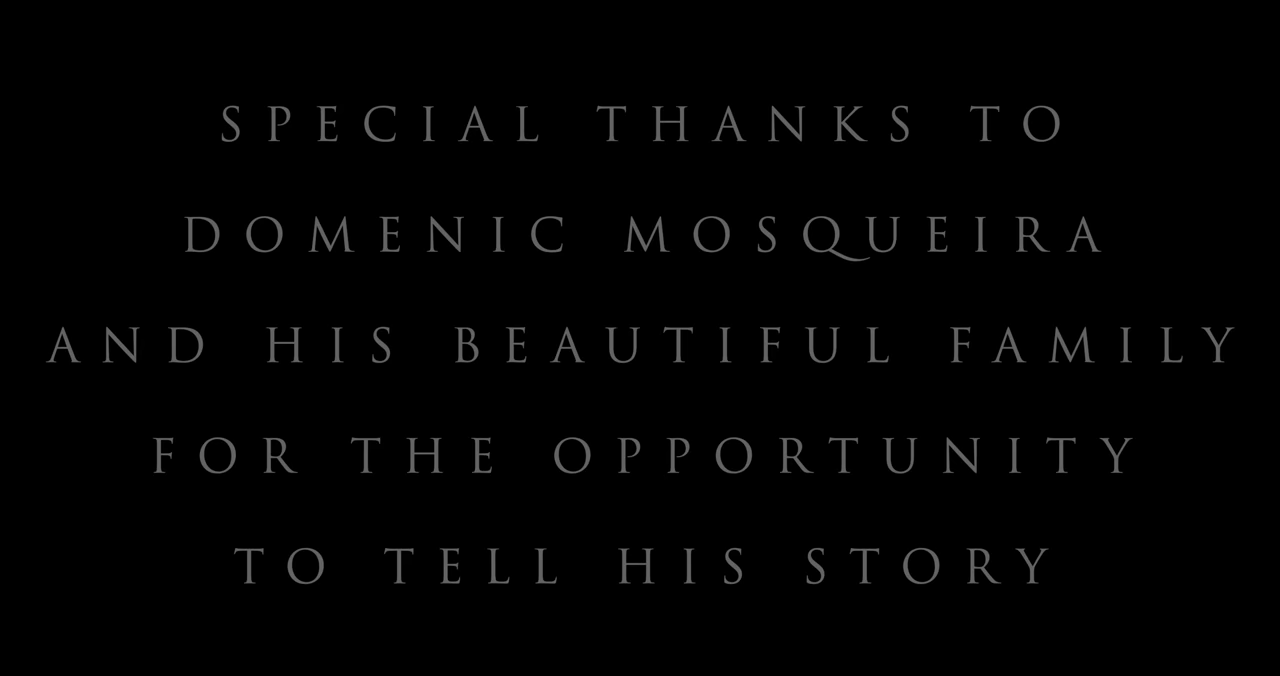 SPECIAL THANKS TO
DOMENIC MOSQUEIRA
AND HIS BEAUTIFUL FAMILY
FOR THE OPPORTUNITY
TO TELL HIS STORY